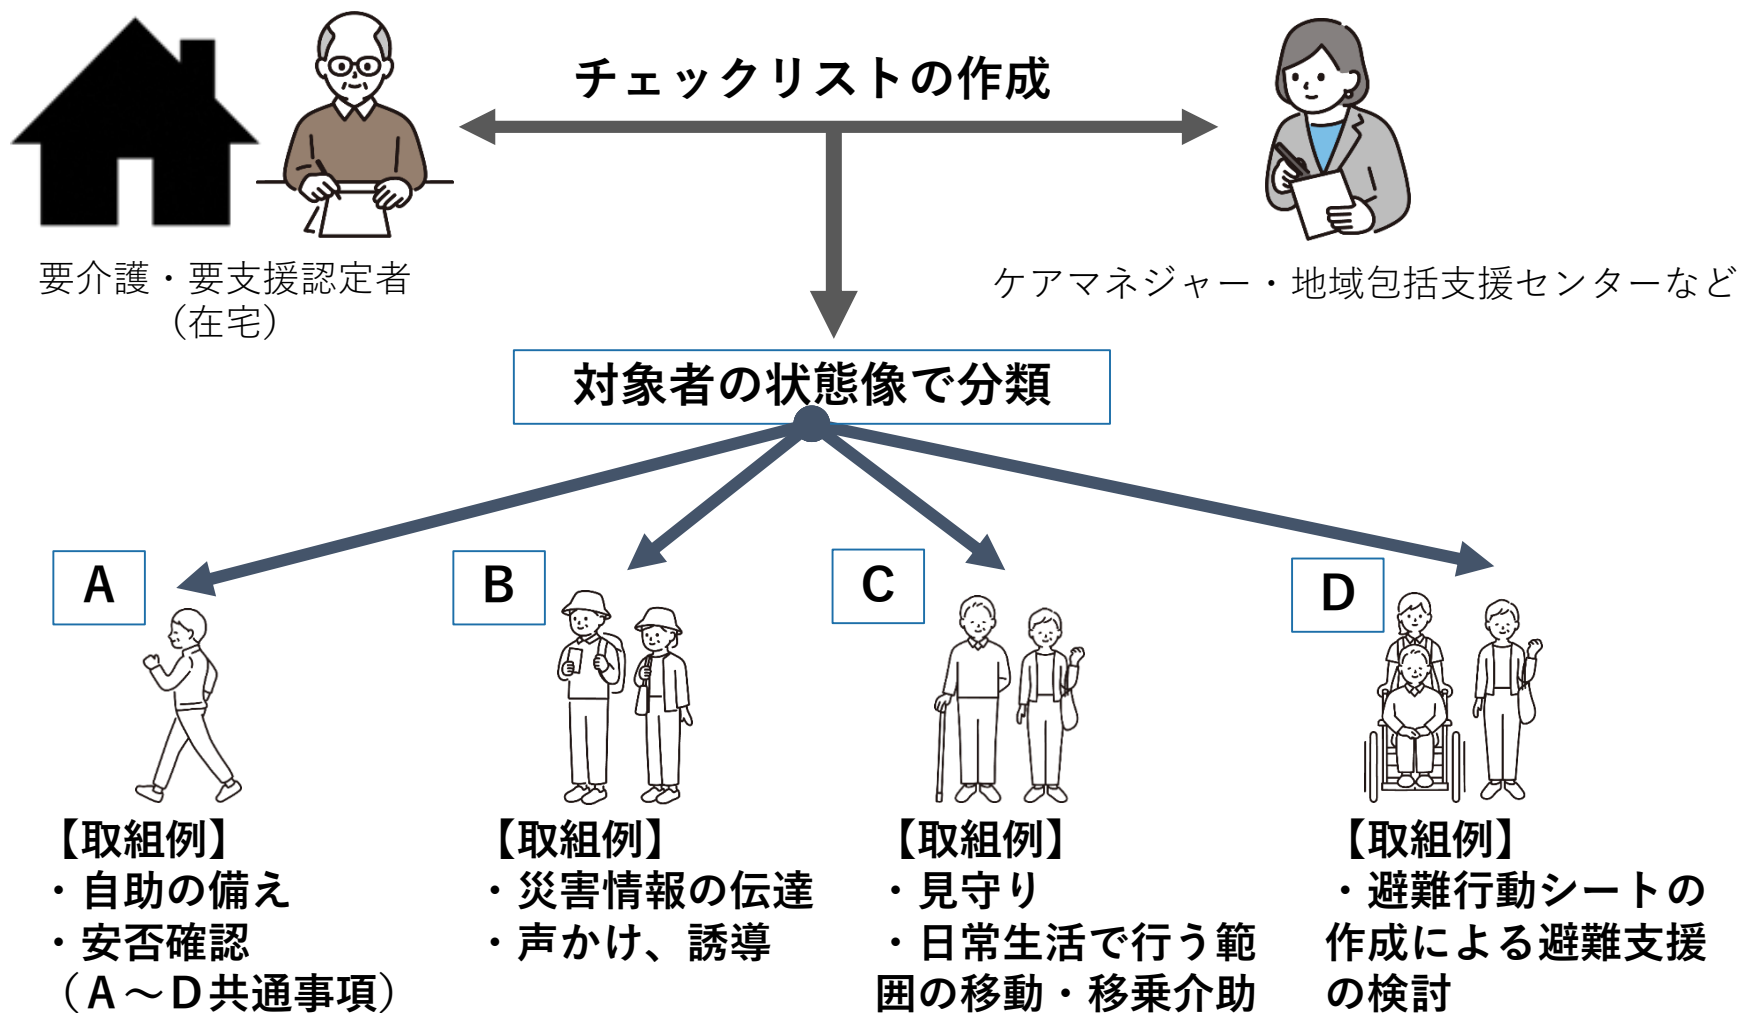 チェックリストの作成
要介護・要支援認定者
（在宅）
ケアマネジャー・地域包括支援センターなど
対象者の状態像で分類
A
【取組例】
・自助の備え
・安否確認
（A～D共通事項）
B
【取組例】
・災害情報の伝達
・声かけ、誘導
C
【取組例】
・見守り
・日常生活で行う範
囲の移動・移乗介助
D
【取組例】
・避難行動シートの
作成による避難支援
の検討